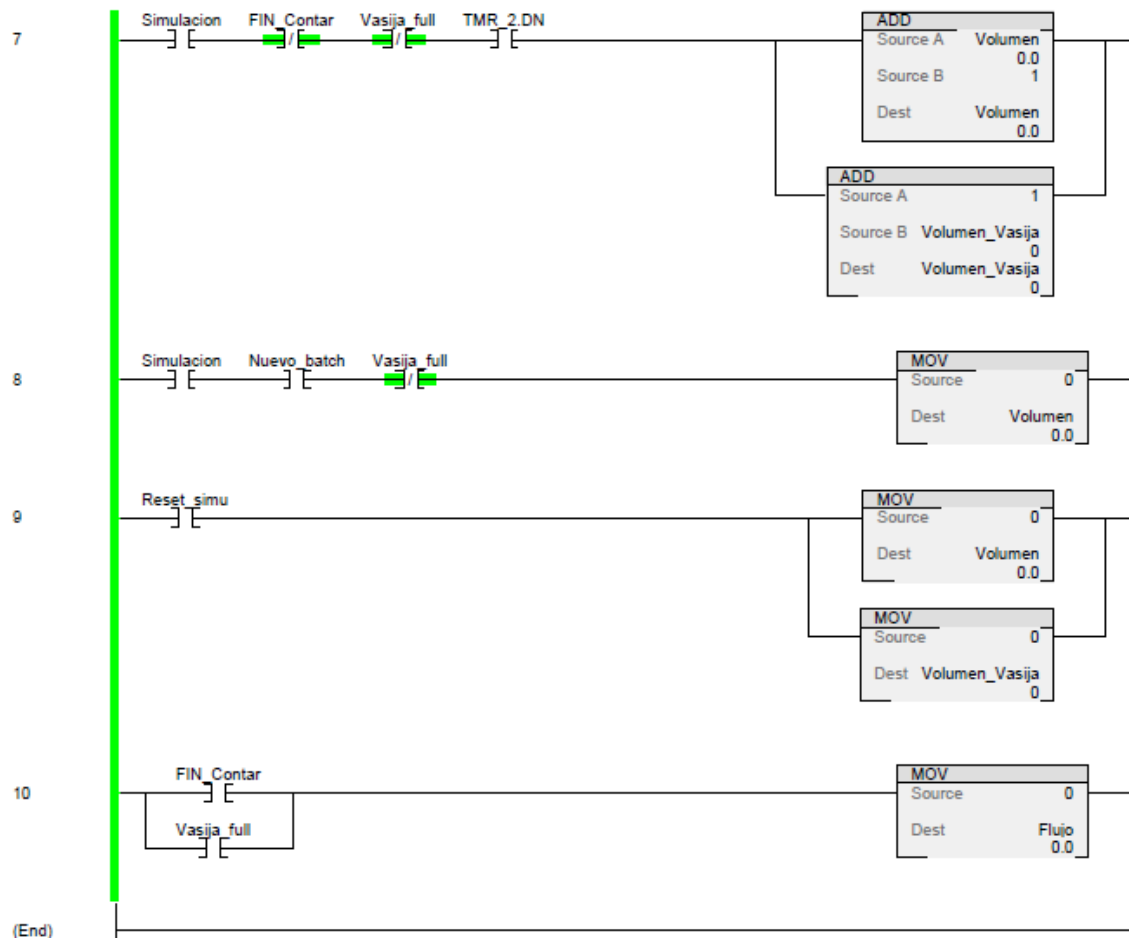 Simulacion FIN_Contar Vasija_full TMR_2.DN
7
ADD
Source A Volumen
0.0
Source B 1
Dest Volumen
0.0
ADD
Source A 1
Source B Volumen_Vasija
0
Dest Volumen_Vasija
0
Simulacion Nuevo_batch Vasija_full
8
MOV
Source 0
Dest Volumen
0.0
Reset_simu
9
MOV
Source 0
Dest Volumen
0.0
MOV
Source 0
Dest Volumen_Vasija
0
FIN_Contar
10
Vasija_full
MOV
Source 0
Dest Flujo
0.0
(End)